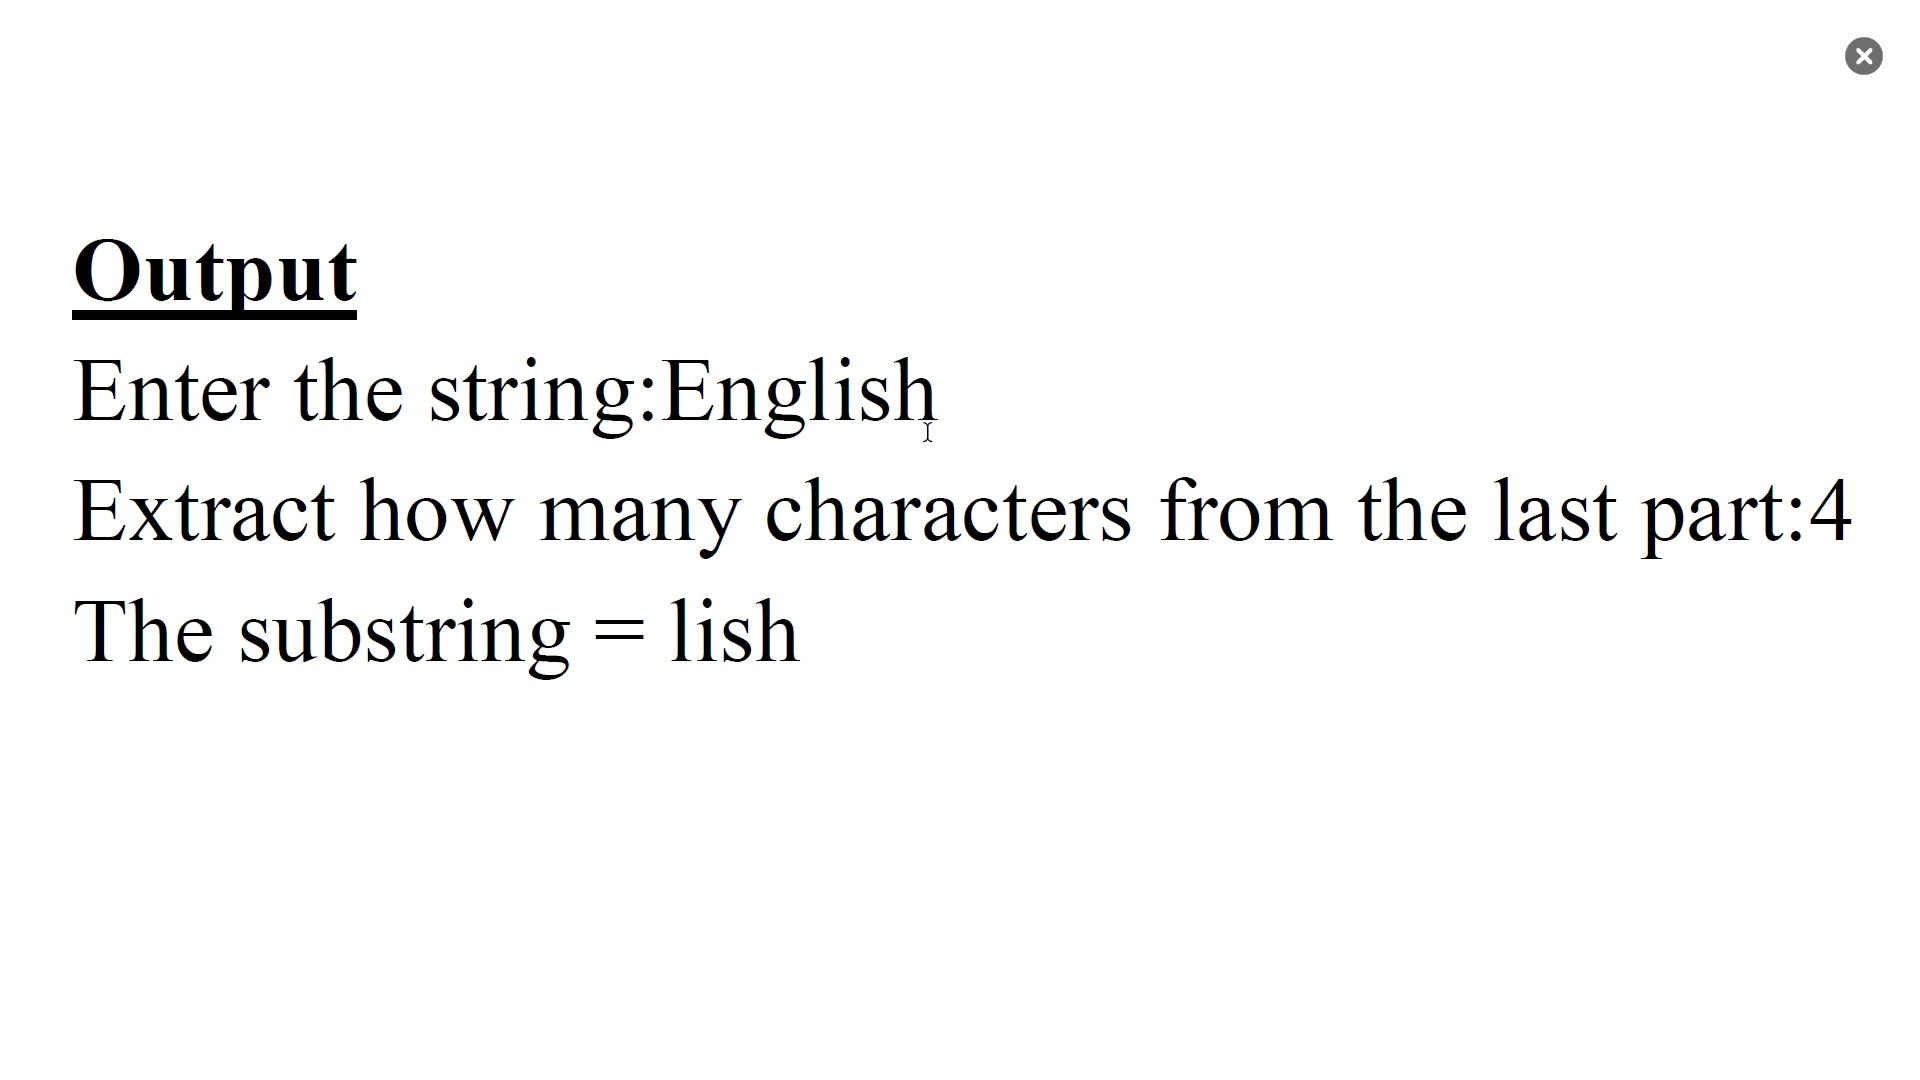 Output
Enter the string:English
Extract how many characters from the last part:4
The substring = lish